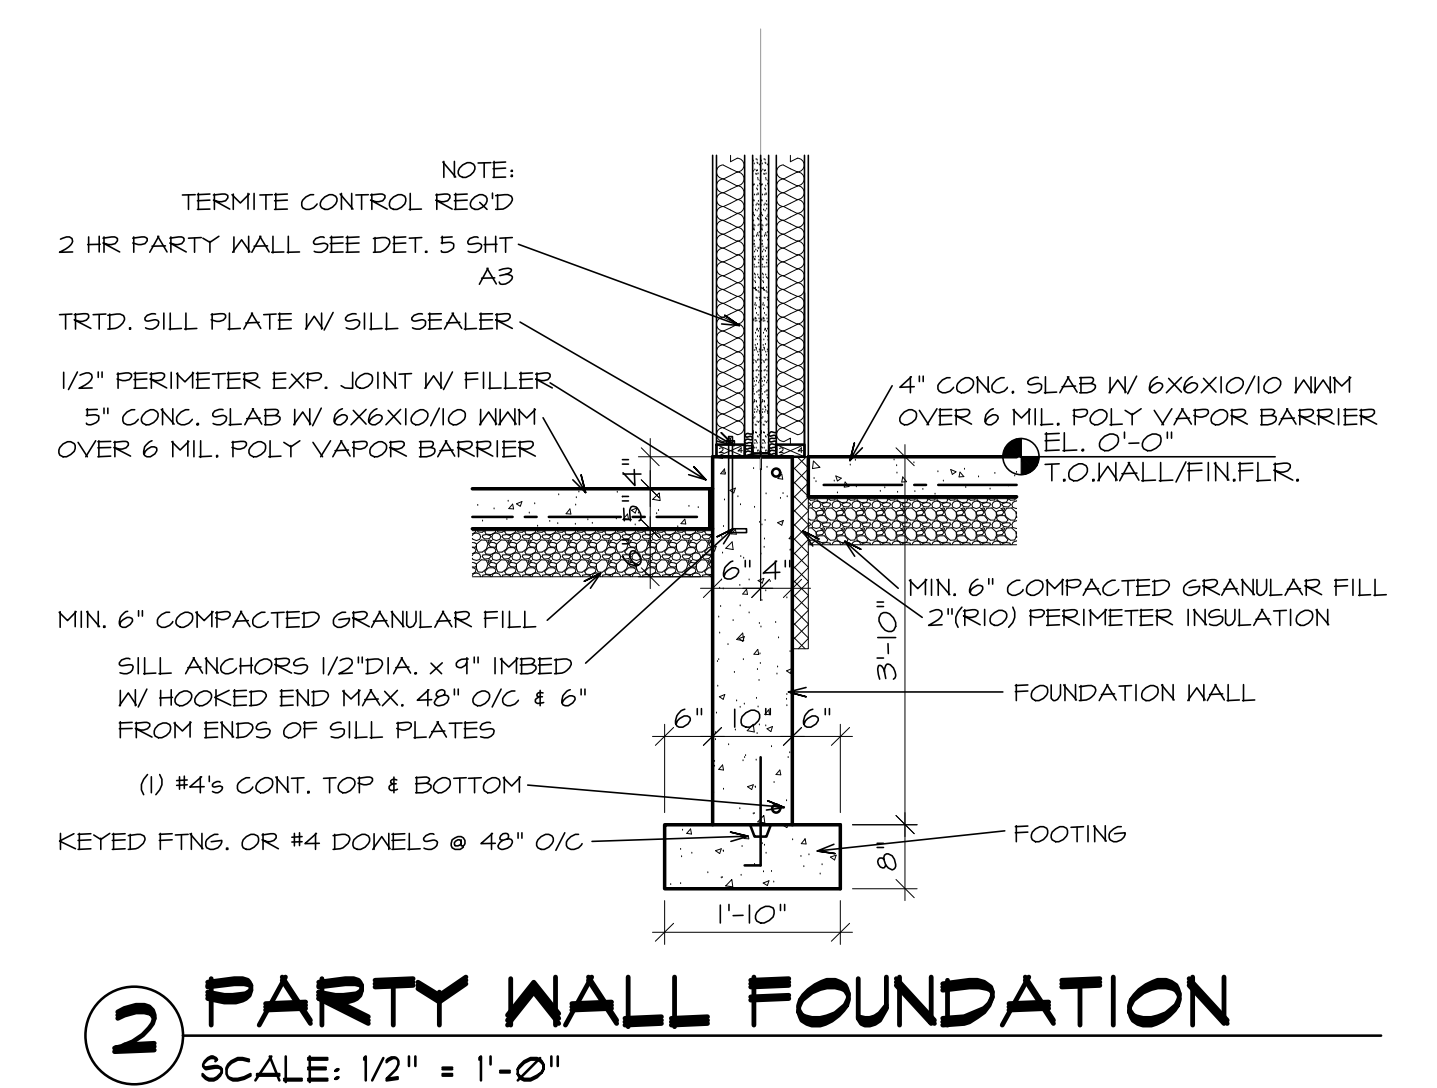 NOTE:
TERMITE CONTROL REQ'D
2 HR PARTY WALL SEE DET. 5 SHT
A3
TRTD. SILL PLATE W/ SILL SEALER
1/2" PERIMETER EXP. JOINT W/ FILLER
5" CONC. SLAB W/ 6X6X10/10 WWM
OVER 6 MIL. POLY VAPOR BARRIER
4" CONC. SLAB W/ 6X6X10/10 WWM
OVER 6 MIL. POLY VAPOR BARRIER
EL. 0'-0"
T.O.WALL/FIN.FLR.
4"
5"
6"
6" 4"
MIN. 6" COMPACTED GRANULAR FILL
2"(R10) PERIMETER INSULATION
MIN. 6" COMPACTED GRANULAR FILL
SILL ANCHORS 1/2"DIA. x 9" IMBED
W/ HOOKED END MAX. 48" O/C & 6"
FROM ENDS OF SILL PLATES
3'-10"
FOUNDATION WALL
6" 10" 6"
(1) #4's CONT. TOP & BOTTOM
KEYED FTNG. OR #4 DOWELS @ 48" O/C
FOOTING
8"
1'-10"
2 PARTY WALL FOUNDATION
SCALE: 1/2" = 1'-0"